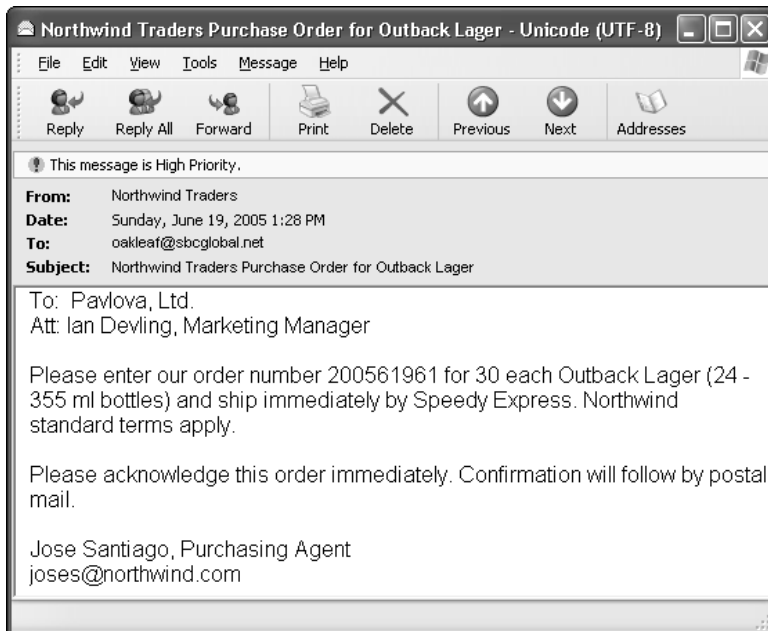 Northwind Traders Purchase Order for Outback Lager - Unicode (UTF-8)
File Edit View Tools Message Help
Reply Reply All Forward Print Delete Previous Next Addresses
This message is High Priority.
From: Northwind Traders
Date: Sunday, June 19, 2005 1:28 PM
To: oakleaf@sbcglobal.net
Subject: Northwind Traders Purchase Order for Outback Lager
To: Pavlova, Ltd.
Att: Ian Devling, Marketing Manager
Please enter our order number 200561961 for 30 each Outback Lager (24 -
355 ml bottles) and ship immediately by Speedy Express. Northwind
standard terms apply.
Please acknowledge this order immediately. Confirmation will follow by postal
mail.
Jose Santiago, Purchasing Agent
joses@northwind.com